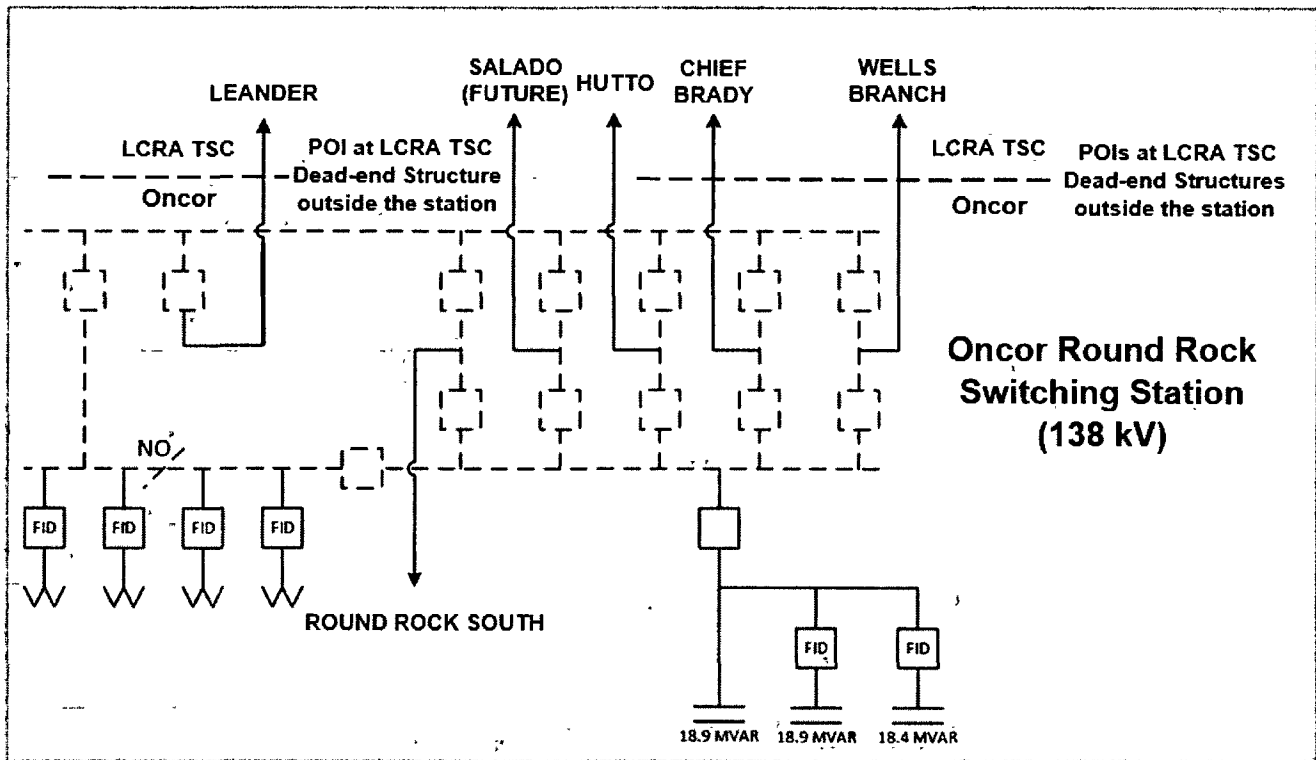 LEANDER
SALADO
(FUTURE)
HUTTO
CHIEF
BRADY
WELLS
BRANCH
LCRA TSC
Oncor
POI at LCRA TSC
Dead-end Structure
outside the station
LCRA TSC
Oncor
POIs at LCRA TSC
Dead-end Structures
outside the station
Oncor Round Rock
Switching Station
(138 kV)
NO
FID
FID
FID
FID
ROUND ROCK SOUTH
FID
FID
18.9 MVAR
18.9 MVAR
18.4 MVAR